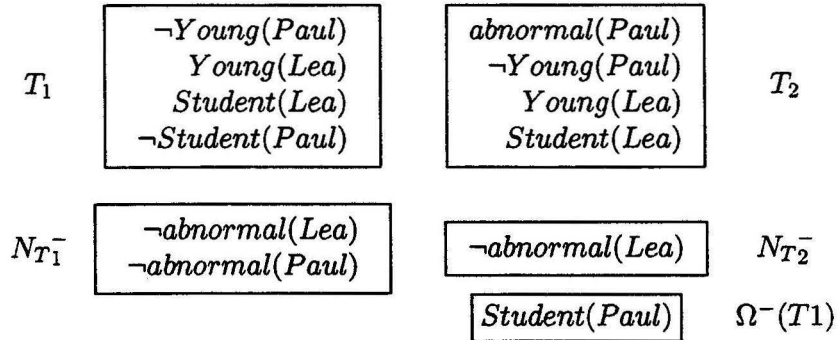 T₁
¬Young(Paul)
Young(Lea)
Student(Lea)
¬Student(Paul)
abnormal(Paul)
¬Young(Paul)
Young(Lea)
Student(Lea)
T₂
N_{T1}⁻
¬abnormal(Lea)
¬abnormal(Paul)
¬abnormal(Lea)
N_{T2}⁻
Student(Paul)
Ω⁻(T1)